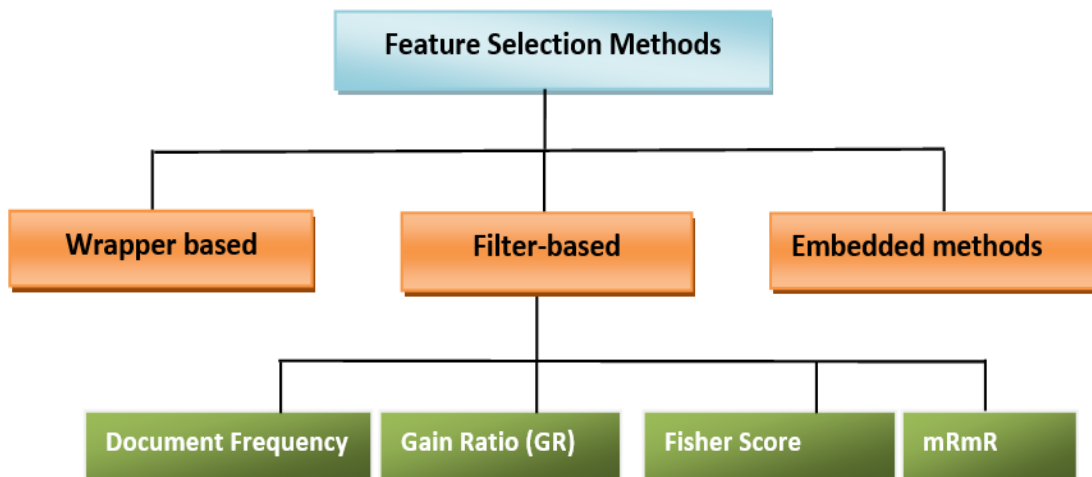 Feature Selection Methods
Wrapper based
Filter-based
Embedded methods
Document Frequency
Gain Ratio (GR)
Fisher Score
mRmR